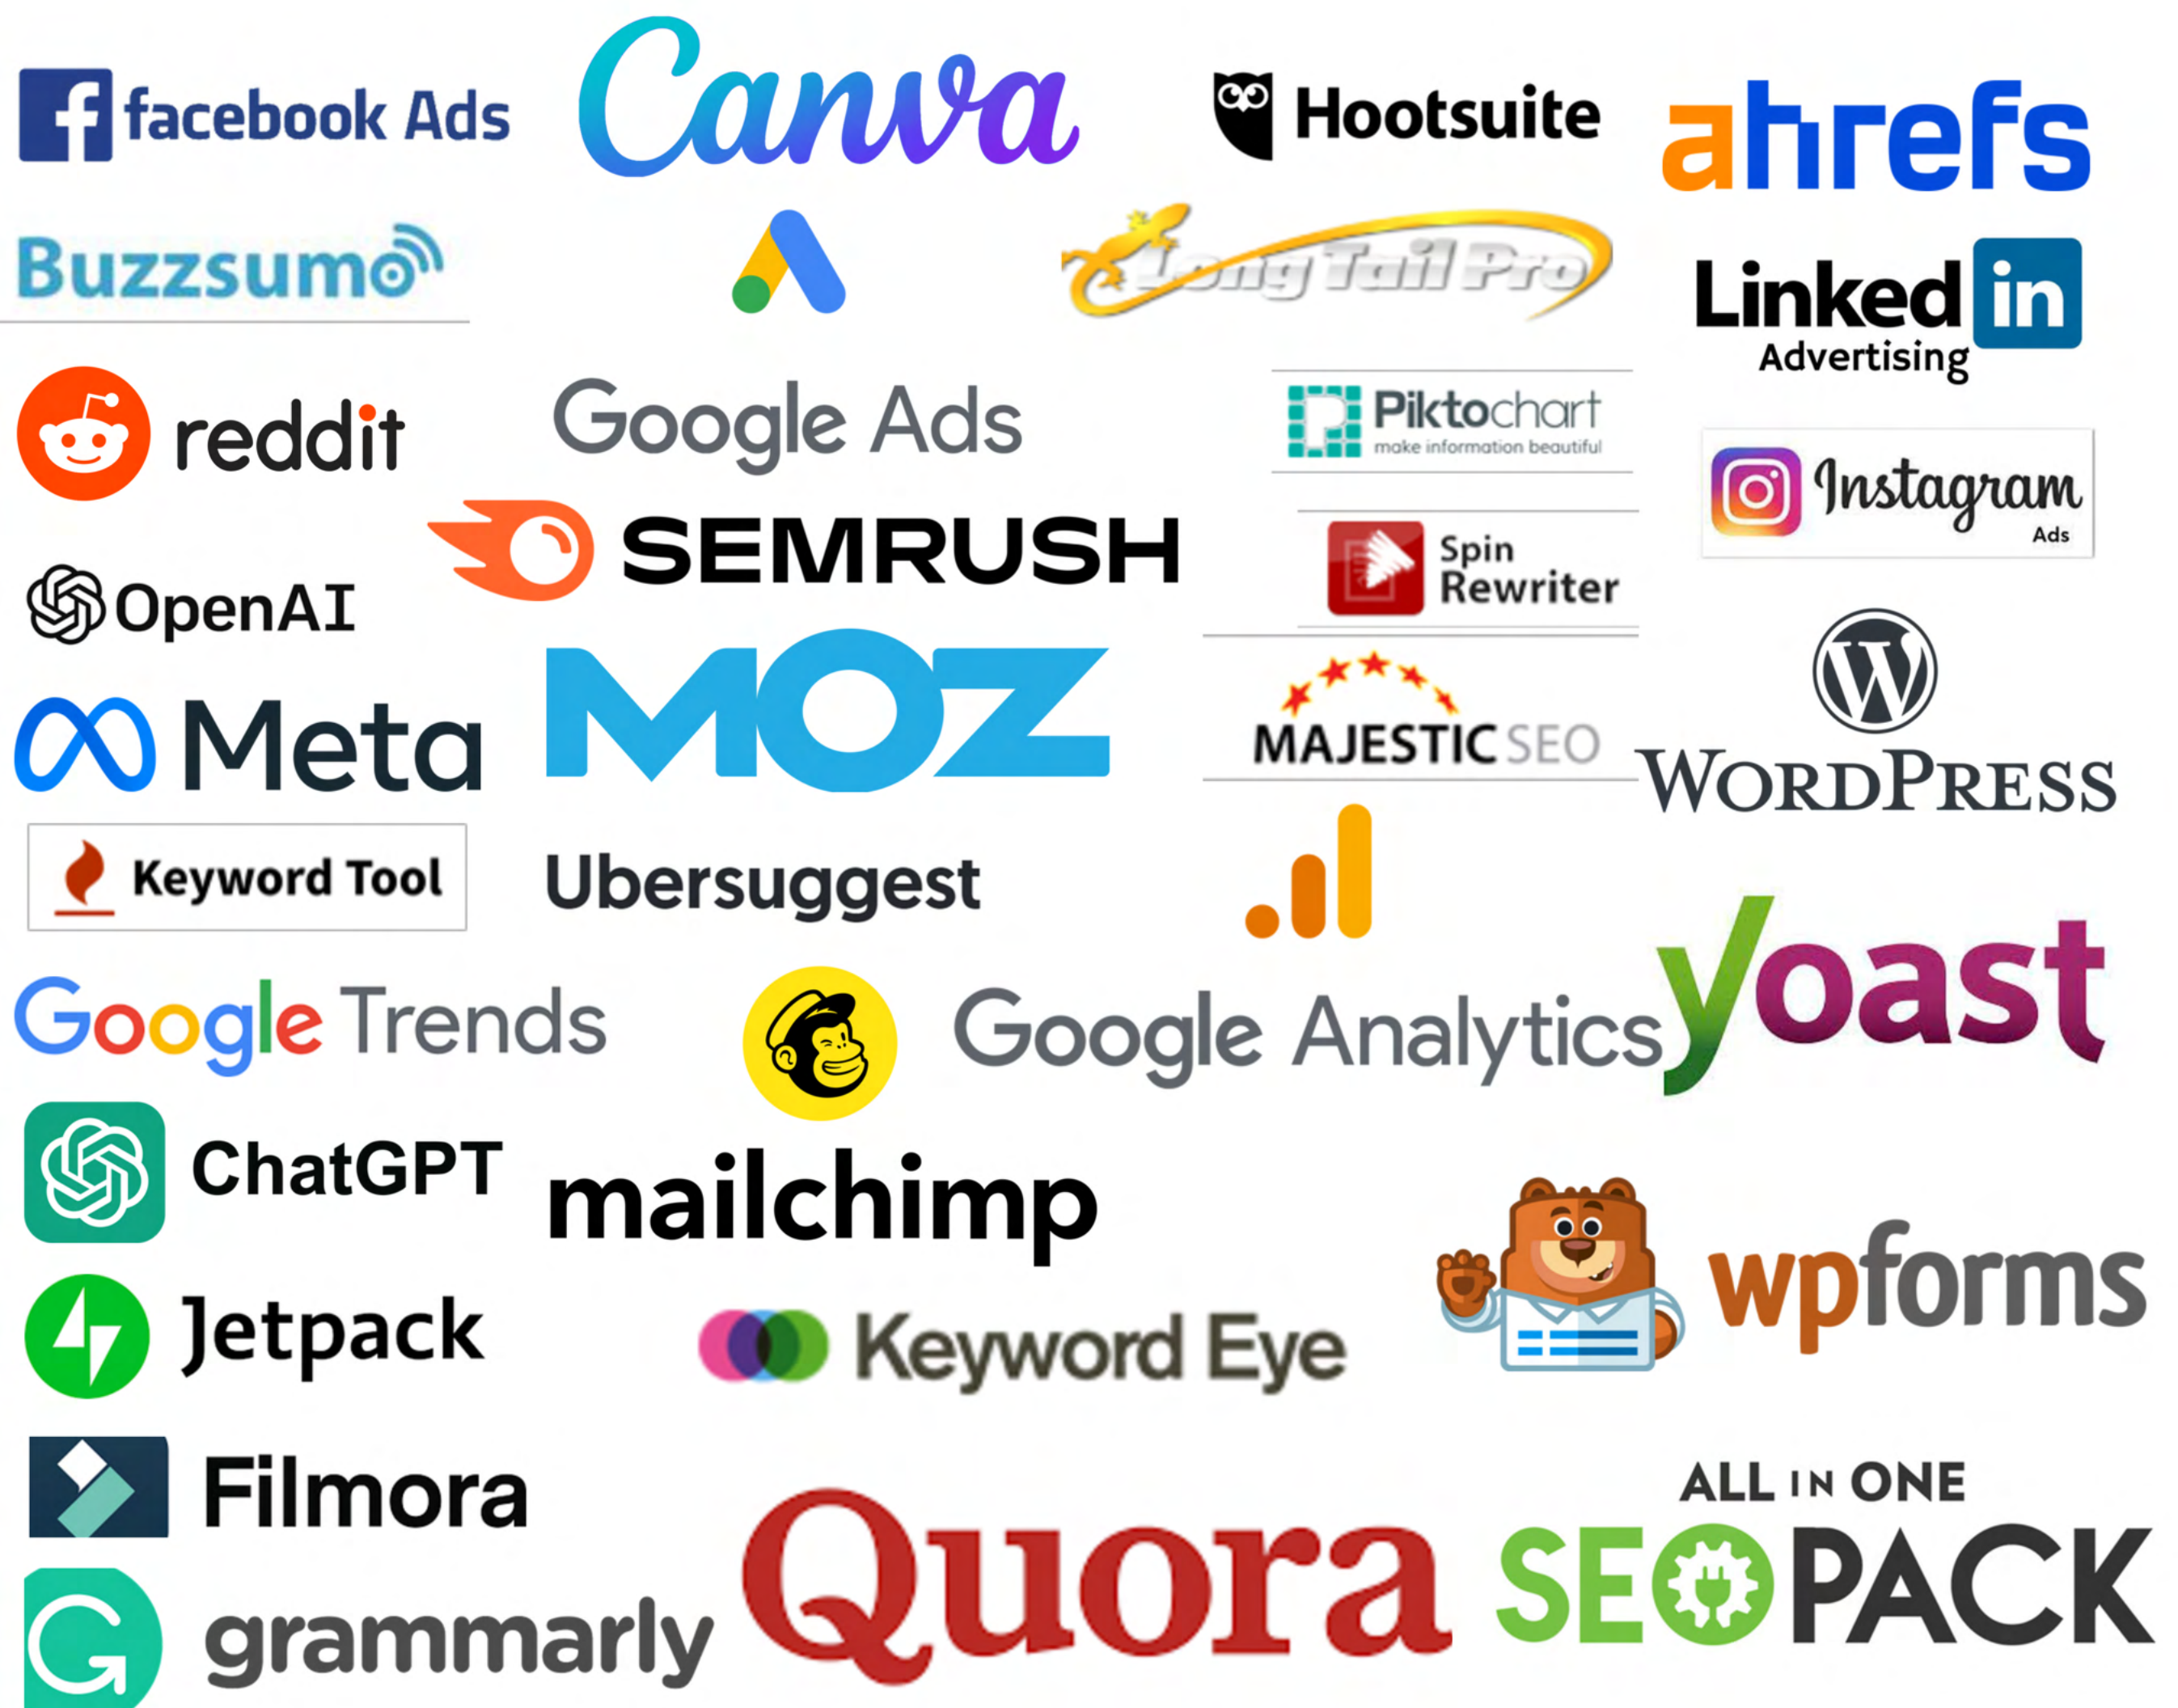 facebook Ads
Canva
Hootsuite
ahrefs
Buzzsumo
Long Tail Pro
Linked in
Advertising
reddit
Google Ads
Piktochart
make information beautiful
Instagram
Ads
SEMRUSH
Spin
Rewriter
OpenAI
Meta
MOZ
MAJESTIC SEO
WORDPRESS
Keyword Tool
Ubersuggest
Google Trends
Google Analytics
yoast
ChatGPT
mailchimp
wpforms
Jetpack
Keyword Eye
Filmora
Quora
ALL IN ONE
SEO PACK
grammarly